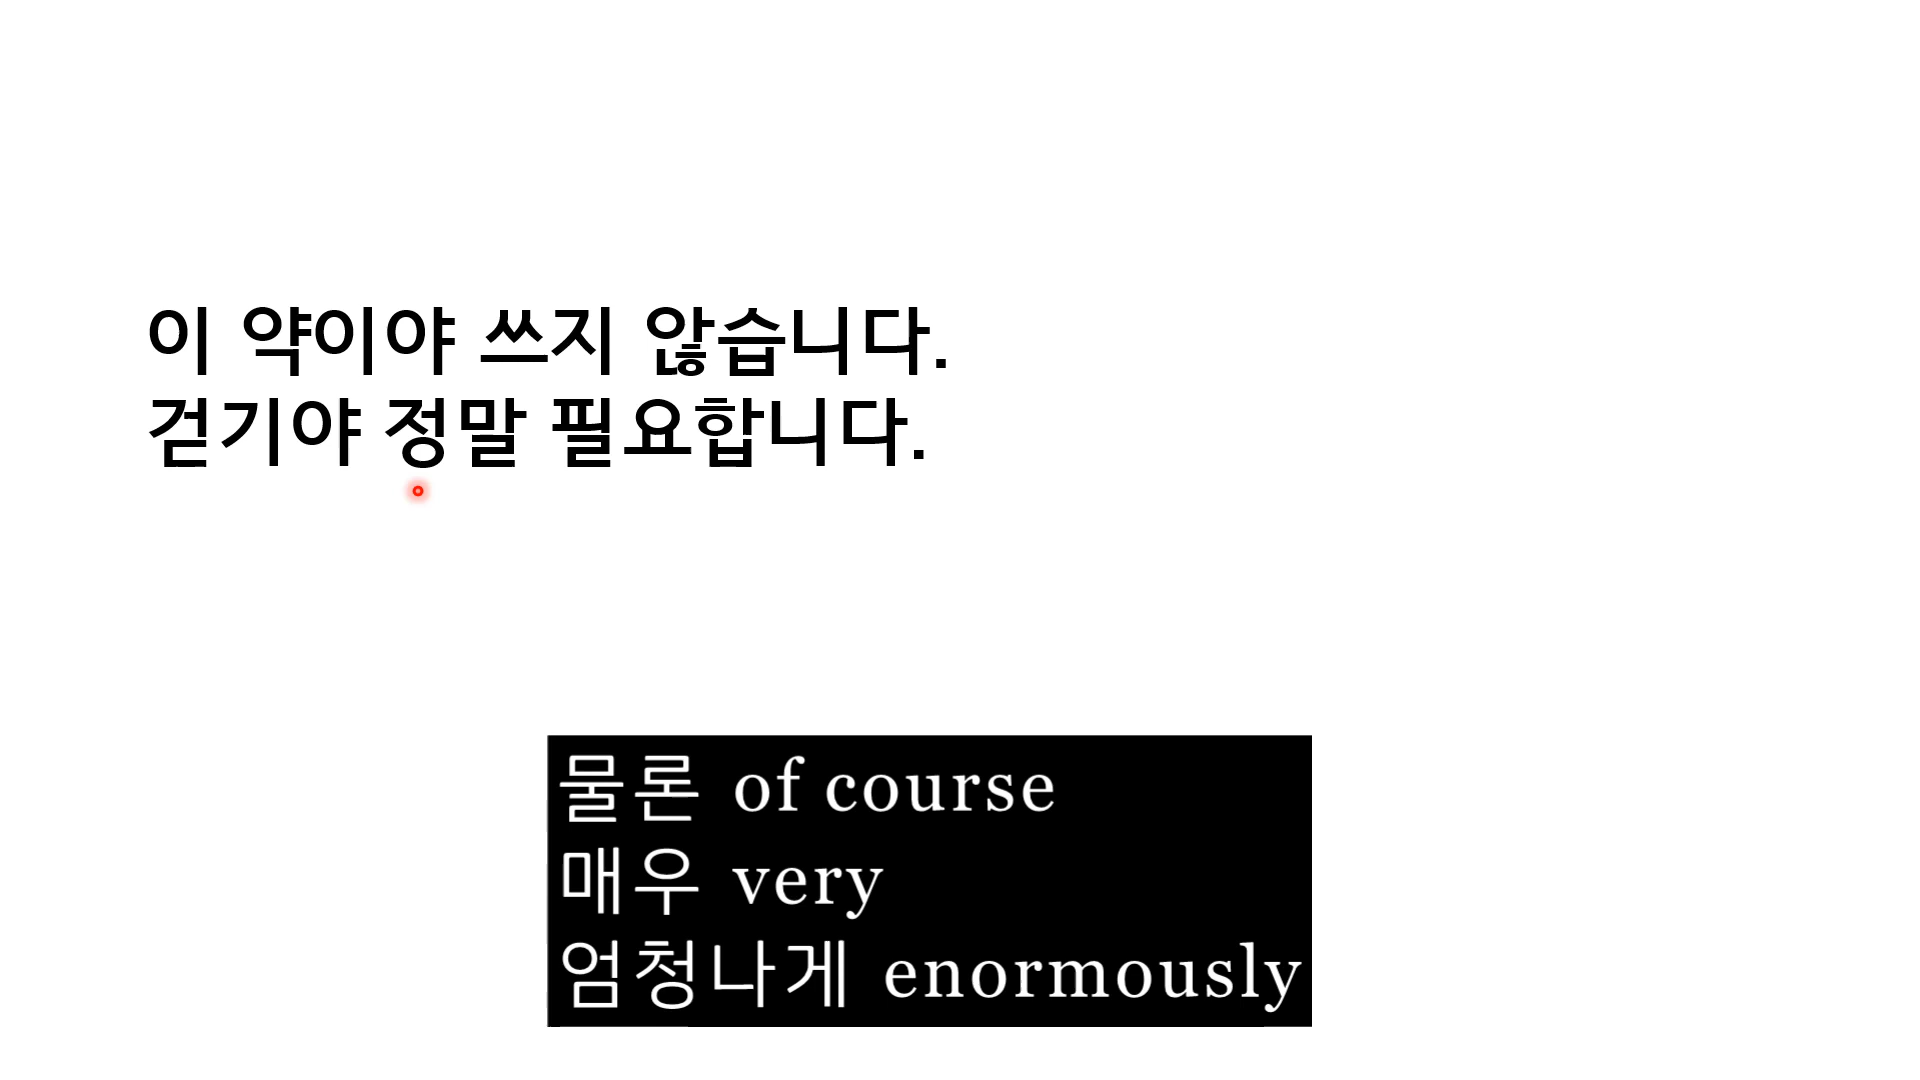 이 약이야 쓰지 않습니다.
걷기야 정말 필요합니다.
물론 of course
매우 very
엄청나게 enormously